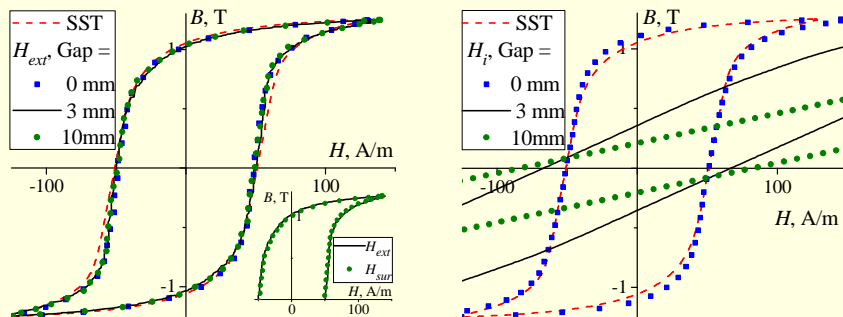 SST
H_ext, Gap =
0 mm
3 mm
10mm
B, T
1
H, A/m
-100
100
-1
B, T
1
H_ext
H_sur
0
100
H, A/m
SST
H_i, Gap =
0 mm
3 mm
10mm
B, T
1
-100
100
H, A/m
-1